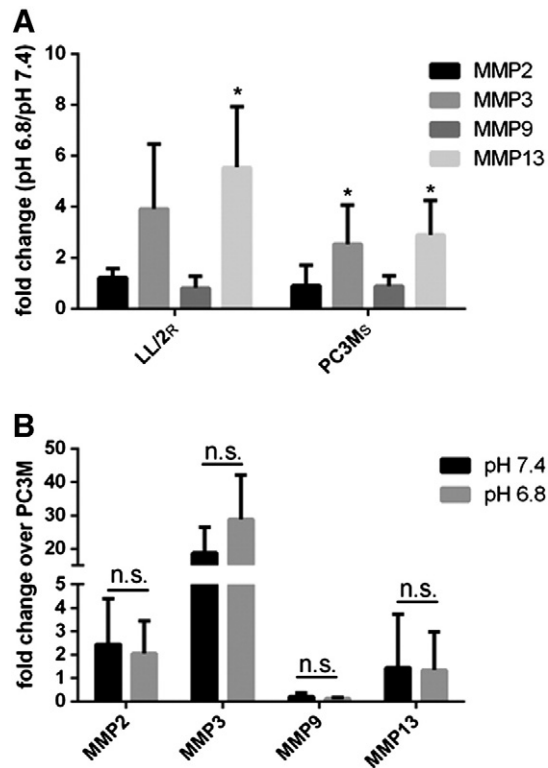 A
fold change (pH 6.8/pH 7.4)
10
8
6
4
2
0
*
*
*
MMP2
MMP3
MMP9
MMP13
LL/2R
PC3MS
B
fold change over PC3M
50
40
30
20
5
4
3
2
1
0
n.s.
n.s.
n.s.
n.s.
pH 7.4
pH 6.8
MMP2
MMP3
MMP9
MMP13